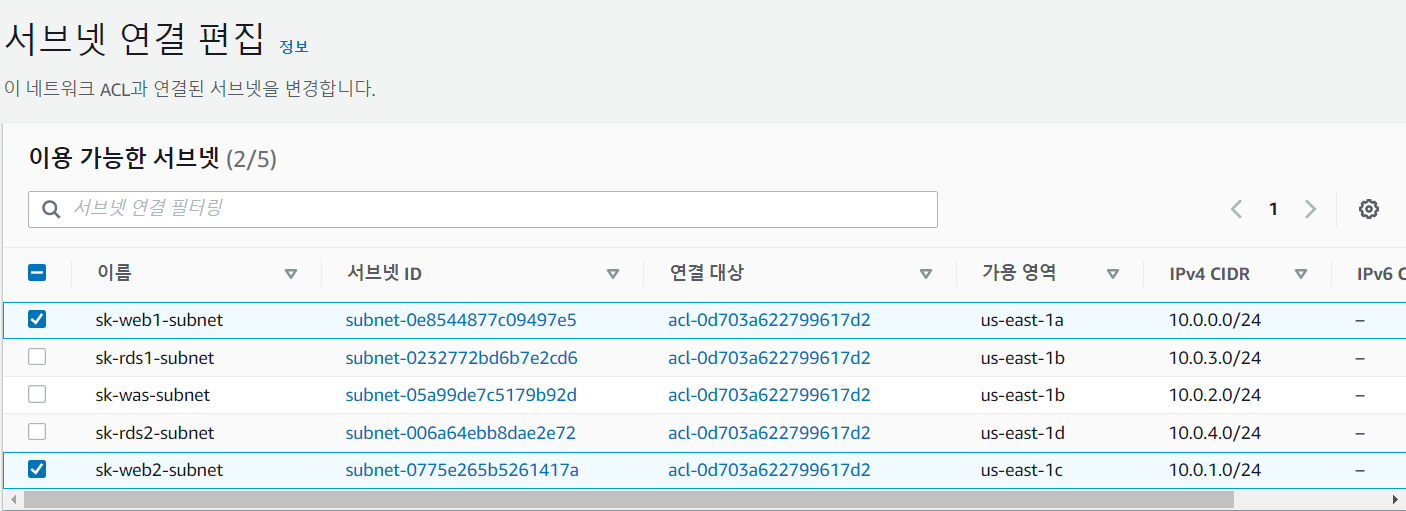 서브넷 연결 편집 정보
이 네트워크 ACL과 연결된 서브넷을 변경합니다.
이용 가능한 서브넷 (2/5)
서브넷 연결 필터링 1
이름 서브넷 ID 연결 대상 가용 영역 IPv4 CIDR IPv6 C
sk-web1-subnet subnet-0e8544877c09497e5 acl-0d703a622799617d2 us-east-1a 10.0.0.0/24 –
sk-rds1-subnet subnet-0232772bd6b7e2cd6 acl-0d703a622799617d2 us-east-1b 10.0.3.0/24 –
sk-was-subnet subnet-05a99de7c5179b92d acl-0d703a622799617d2 us-east-1b 10.0.2.0/24 –
sk-rds2-subnet subnet-006a64ebb8dae2e72 acl-0d703a622799617d2 us-east-1d 10.0.4.0/24 –
sk-web2-subnet subnet-0775e265b5261417a acl-0d703a622799617d2 us-east-1c 10.0.1.0/24 –